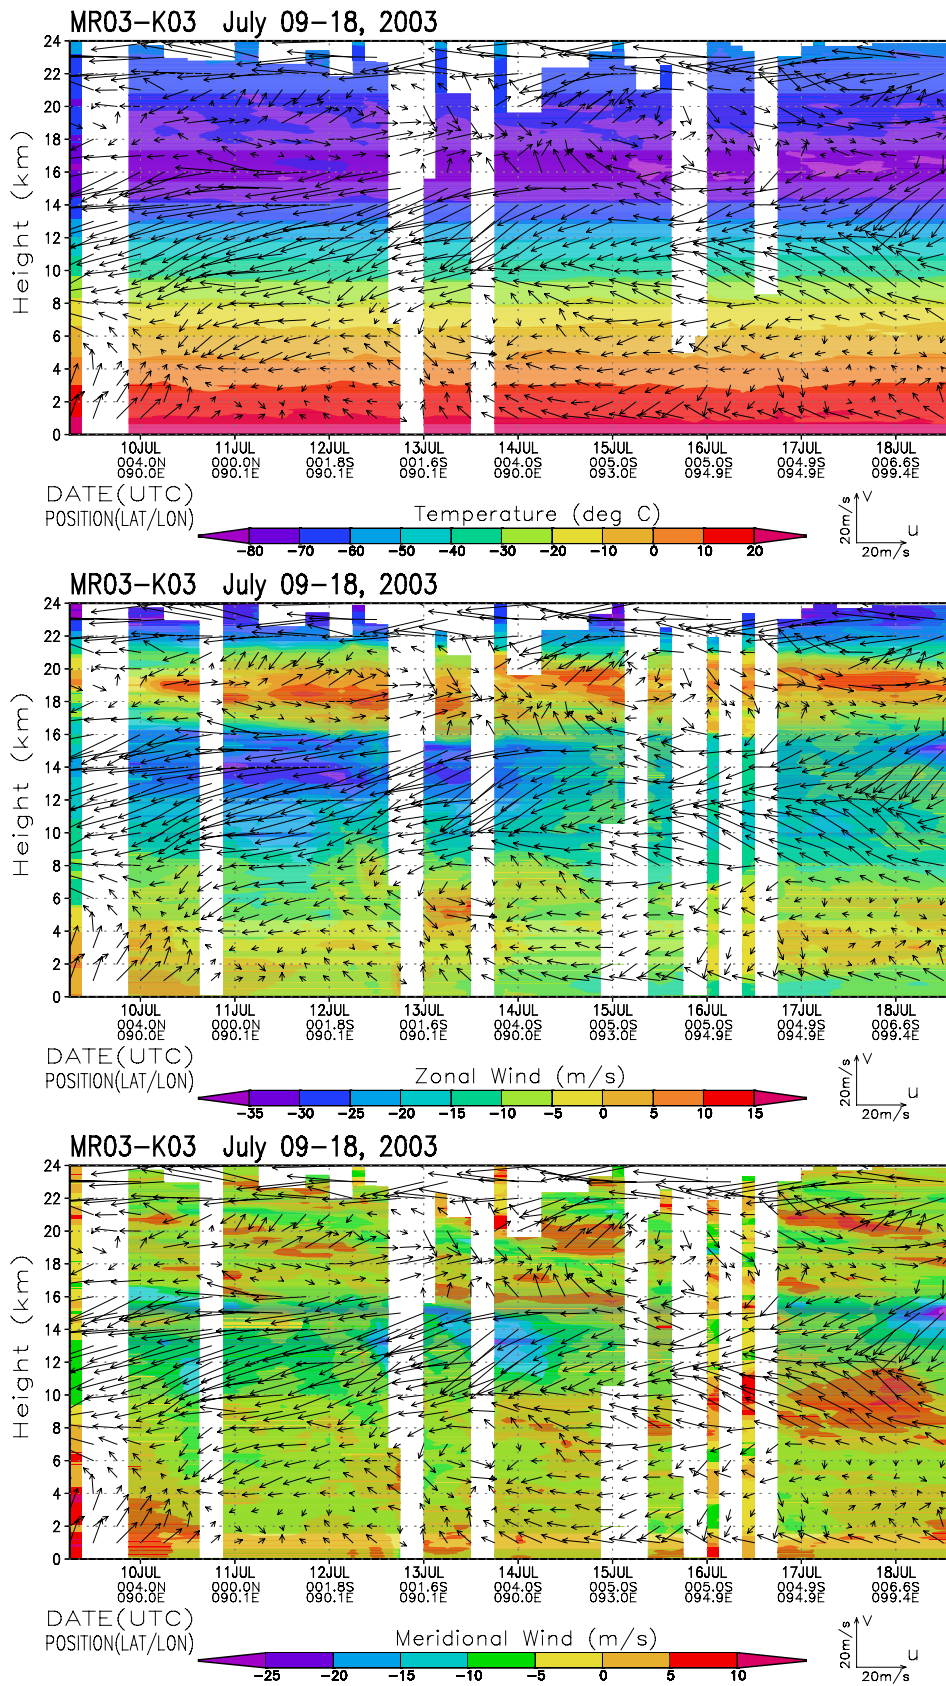 MR03-K03 July 09-18, 2003
24
22
20
18
16
14
12
10
8
6
4
2
0
Height (km)
10JUL 11JUL 12JUL 13JUL 14JUL 15JUL 16JUL 17JUL 18JUL
004.0N 000.0N 001.8S 001.6S 004.0S 005.0S 005.0S 004.9S 006.6S
090.0E 090.1E 090.1E 090.1E 090.0E 093.0E 094.9E 094.9E 099.4E
DATE(UTC)
POSITION(LAT/LON)
Temperature (deg C)
-80 -70 -60 -50 -40 -30 -20 -10 0 10 20
20m/s
V
u
20m/s
MR03-K03 July 09-18, 2003
24
22
20
18
16
14
12
10
8
6
4
2
0
Height (km)
10JUL 11JUL 12JUL 13JUL 14JUL 15JUL 16JUL 17JUL 18JUL
004.0N 000.0N 001.8S 001.6S 004.0S 005.0S 005.0S 004.9S 006.6S
090.0E 090.1E 090.1E 090.1E 090.0E 093.0E 094.9E 094.9E 099.4E
DATE(UTC)
POSITION(LAT/LON)
Zonal Wind (m/s)
-35 -30 -25 -20 -15 -10 -5 0 5 10 15
20m/s
V
u
20m/s
MR03-K03 July 09-18, 2003
24
22
20
18
16
14
12
10
8
6
4
2
0
Height (km)
10JUL 11JUL 12JUL 13JUL 14JUL 15JUL 16JUL 17JUL 18JUL
004.0N 000.0N 001.8S 001.6S 004.0S 005.0S 005.0S 004.9S 006.6S
090.0E 090.1E 090.1E 090.1E 090.0E 093.0E 094.9E 094.9E 099.4E
DATE(UTC)
POSITION(LAT/LON)
Meridional Wind (m/s)
-25 -20 -15 -10 -5 0 5 10
20m/s
V
u
20m/s